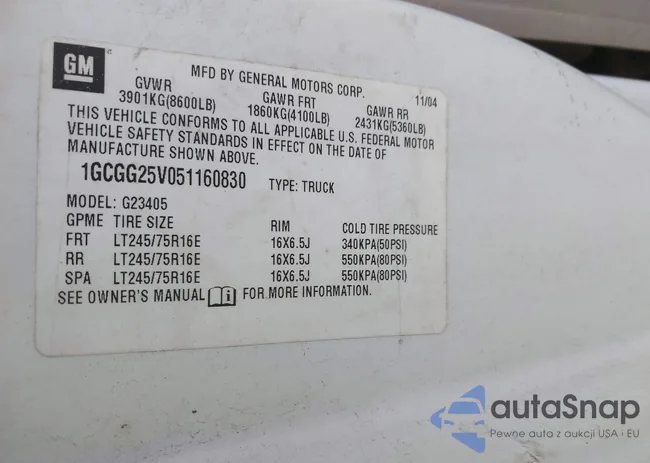 GM
MFD BY GENERAL MOTORS CORP. 11/04
GVWR GAWR FRT GAWR RR
3901KG(8600LB) 1860KG(4100LB) 2431KG(5360LB)
THIS VEHICLE CONFORMS TO ALL APPLICABLE U.S. FEDERAL MOTOR
VEHICLE SAFETY STANDARDS IN EFFECT ON THE DATE OF
MANUFACTURE SHOWN ABOVE.
1GCGG25V051160830 TYPE: TRUCK
MODEL: G23405
GPME TIRE SIZE RIM COLD TIRE PRESSURE
FRT LT245/75R16E 16X6.5J 340KPA(50PSI)
RR LT245/75R16E 16X6.5J 550KPA(80PSI)
SPA LT245/75R16E 16X6.5J 550KPA(80PSI)
SEE OWNER'S MANUAL i FOR MORE INFORMATION.
autaSnap
Pewne auta z aukcji USA i EU